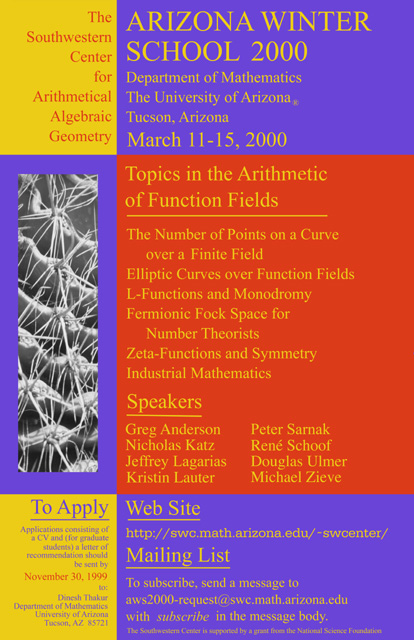 The
Southwestern
Center
for
Arithmetical
Algebraic
Geometry
ARIZONA WINTER
SCHOOL 2000
Department of Mathematics
The University of Arizona®
Tucson, Arizona
March 11-15, 2000
Topics in the Arithmetic
of Function Fields
The Number of Points on a Curve
over a Finite Field
Elliptic Curves over Function Fields
L-Functions and Monodromy
Fermionic Fock Space for
Number Theorists
Zeta-Functions and Symmetry
Industrial Mathematics
Speakers
Greg Anderson
Nicholas Katz
Jeffrey Lagarias
Kristin Lauter
Peter Sarnak
René Schoof
Douglas Ulmer
Michael Zieve
To Apply
Applications consisting of
a CV and (for graduate
students) a letter of
recommendation should
be sent by
November 30, 1999
to:
Dinesh Thakur
Department of Mathematics
University of Arizona
Tucson, AZ 85721
Web Site
http://swc.math.arizona.edu/~swcenter/
Mailing List
To subscribe, send a message to
aws2000-request@swc.math.arizona.edu
with subscribe in the message body.
The Southwestern Center is supported by a grant from the National Science Foundation